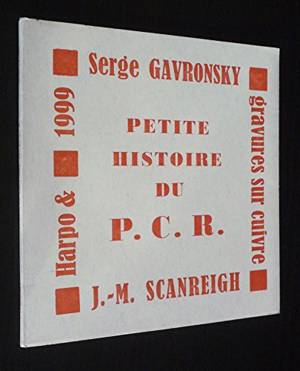 Serge GAVRONSKY
gravures sur cuivre
PETITE
HISTOIRE
DU
P. C. R.
J.-M. SCANREIGH
Harpo & 1999